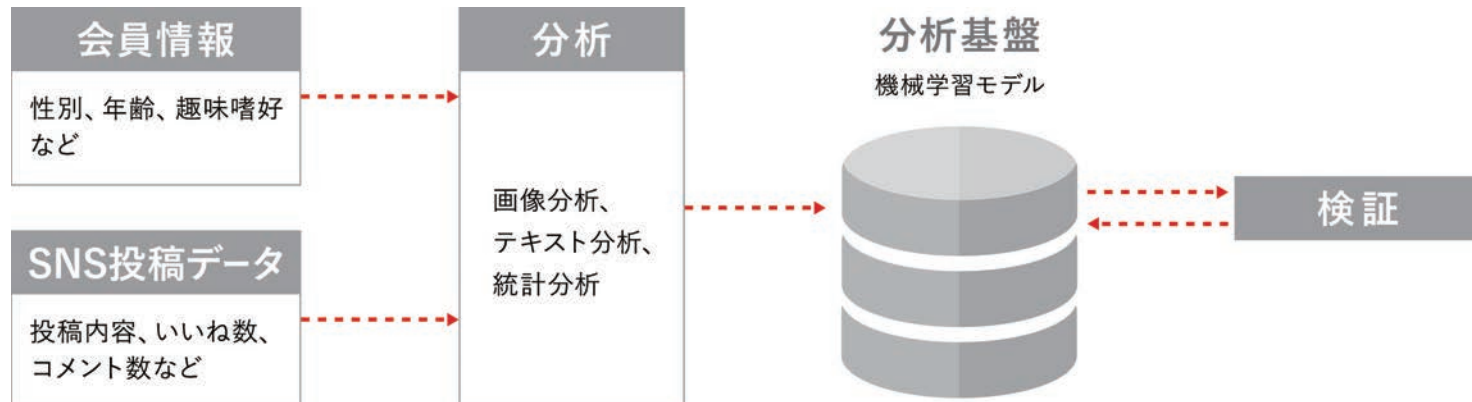 会員情報
性別、年齢、趣味嗜好
など
SNS投稿データ
投稿内容、いいね数、
コメント数など
分析
画像分析、
テキスト分析、
統計分析
分析基盤
機械学習モデル
検証